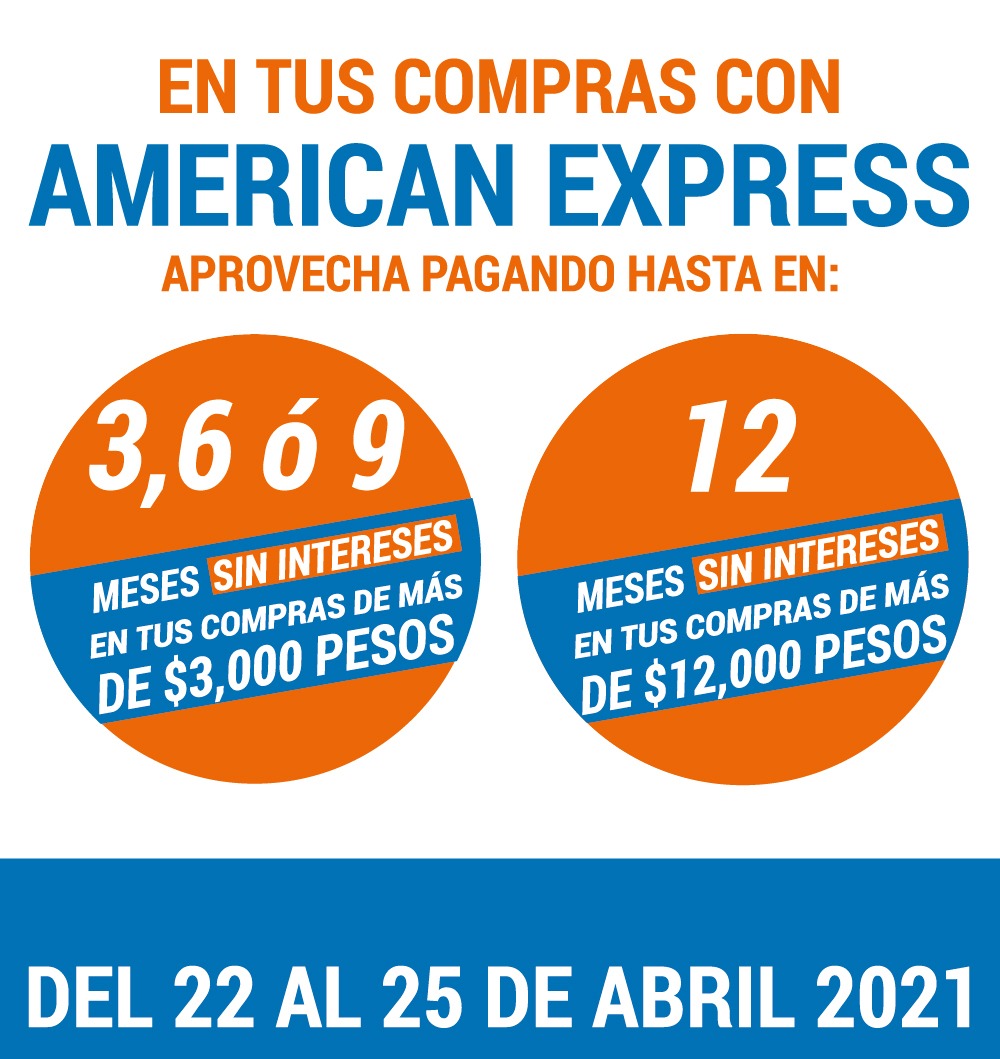 EN TUS COMPRAS CON
AMERICAN EXPRESS
APROVECHA PAGANDO HASTA EN:
3,6 ó 9
MESES SIN INTERESES
EN TUS COMPRAS DE MÁS
DE $3,000 PESOS
12
MESES SIN INTERESES
EN TUS COMPRAS DE MÁS
DE $12,000 PESOS
DEL 22 AL 25 DE ABRIL 2021